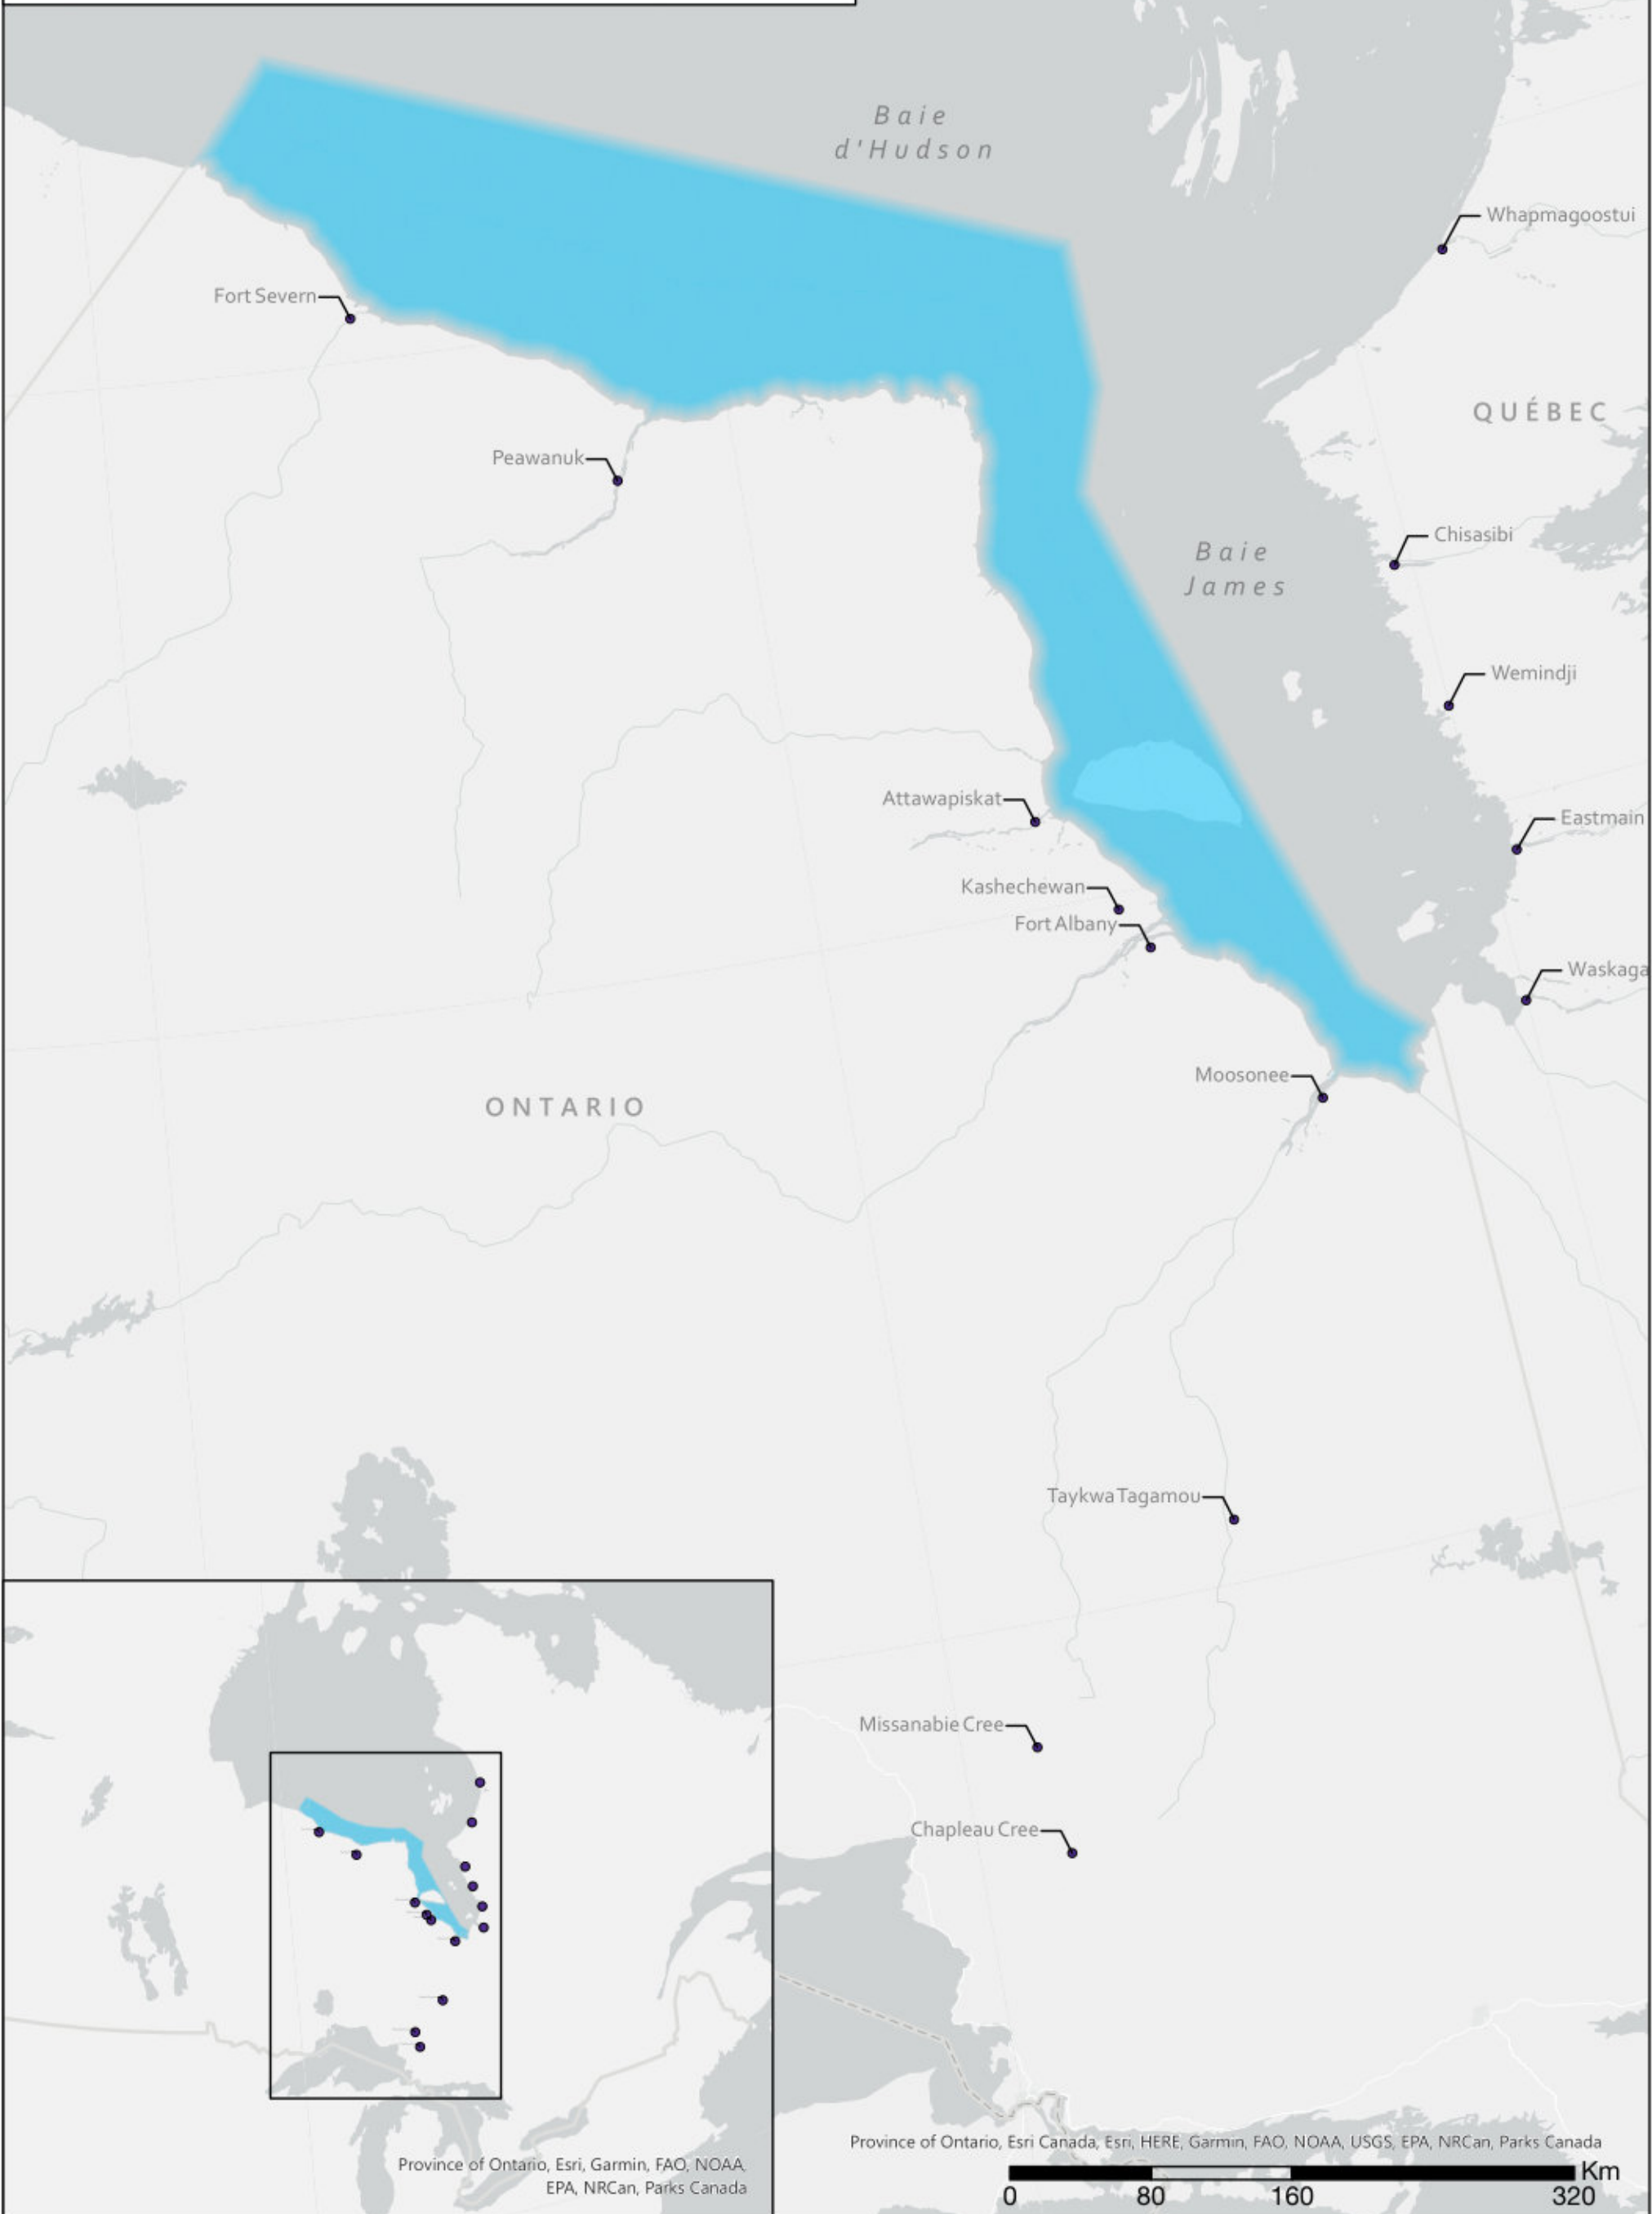 Baie
d'Hudson
Whapmagoostui
Fort Severn
QUÉBEC
Peawanuk
Chisasibi
Baie
James
Wemindji
Attawapiskat
Eastmain
Kashechewan
Fort Albany
Waskaga
Moosonee
ONTARIO
Taykwa Tagamou
Missanabie Cree
Chapleau Cree
Province of Ontario, Esri Canada, Esri, HERE, Garmin, FAO, NOAA, USGS, EPA, NRCan, Parks Canada
Province of Ontario, Esri, Garmin, FAO, NOAA,
EPA, NRCan, Parks Canada
Km
0 80 160 320